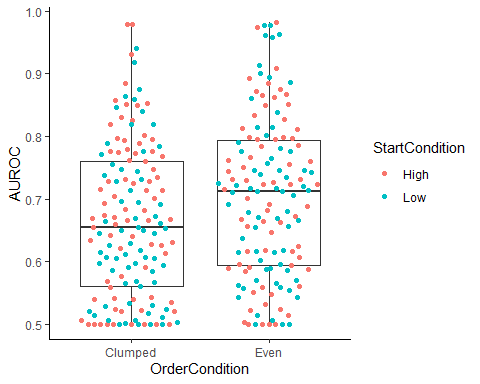 1.0
0.9
0.8
0.7
0.6
0.5
AUROC
Clumped
Even
OrderCondition
StartCondition
High
Low